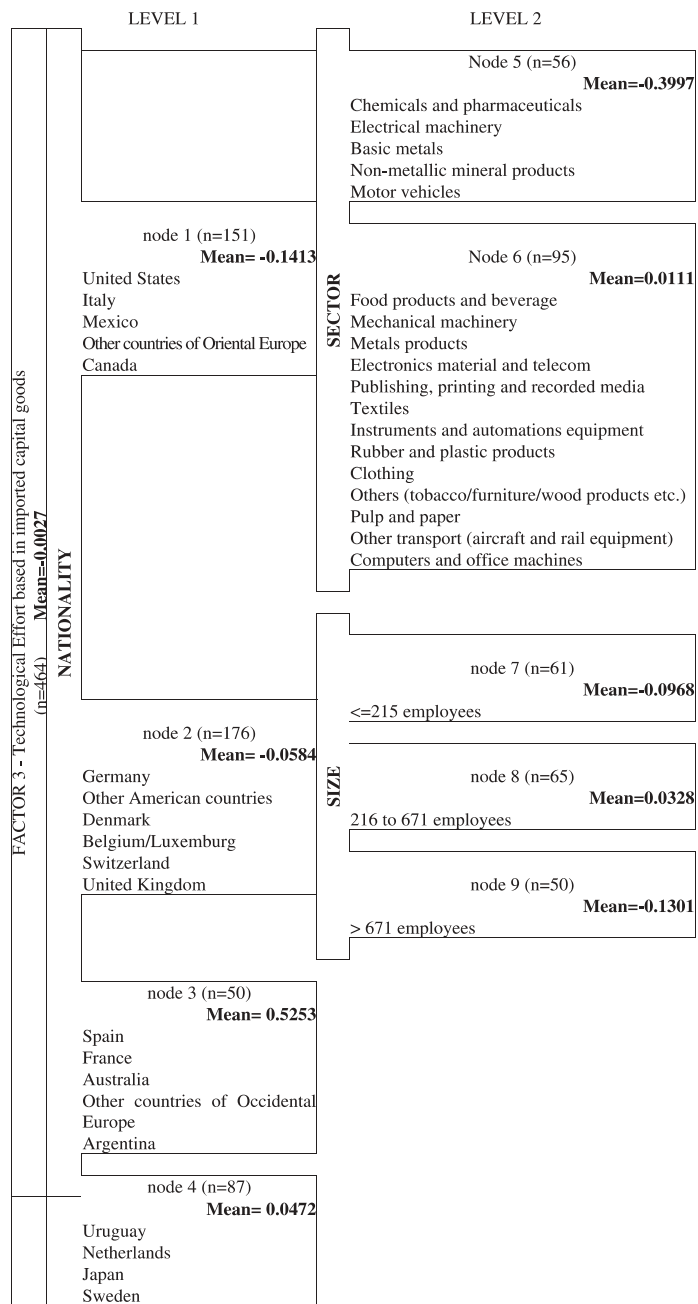 LEVEL 1
LEVEL 2
FACTOR 3 - Technological Effort based in imported capital goods
(n=464) Mean=-0.0027
NATIONALITY
node 1 (n=151)
Mean= -0.1413
United States
Italy
Mexico
Other countries of Oriental Europe
Canada
node 2 (n=176)
Mean= -0.0584
Germany
Other American countries
Denmark
Belgium/Luxemburg
Switzerland
United Kingdom
node 3 (n=50)
Mean= 0.5253
Spain
France
Australia
Other countries of Occidental
Europe
Argentina
node 4 (n=87)
Mean= 0.0472
Uruguay
Netherlands
Japan
Sweden
SECTOR
Node 5 (n=56)
Mean=-0.3997
Chemicals and pharmaceuticals
Electrical machinery
Basic metals
Non-metallic mineral products
Motor vehicles
Node 6 (n=95)
Mean=0.0111
Food products and beverage
Mechanical machinery
Metals products
Electronics material and telecom
Publishing, printing and recorded media
Textiles
Instruments and automations equipment
Rubber and plastic products
Clothing
Others (tobacco/furniture/wood products etc.)
Pulp and paper
Other transport (aircraft and rail equipment)
Computers and office machines
SIZE
node 7 (n=61)
Mean=-0.0968
<=215 employees
node 8 (n=65)
Mean=0.0328
216 to 671 employees
node 9 (n=50)
Mean=-0.1301
> 671 employees